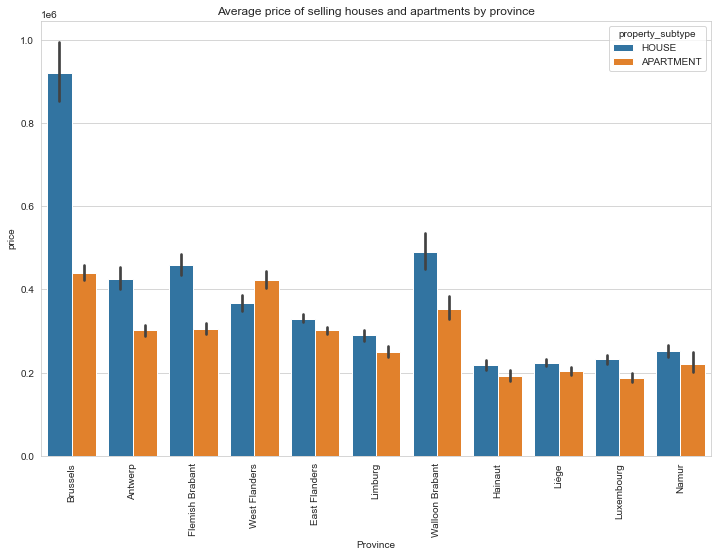 Average price of selling houses and apartments by province
1e6
property_subtype
HOUSE
APARTMENT
1.0
0.8
0.6
0.4
0.2
0.0
price
Brussels
Antwerp
Flemish Brabant
West Flanders
East Flanders
Limburg
Walloon Brabant
Hainaut
Liège
Luxembourg
Namur
Province